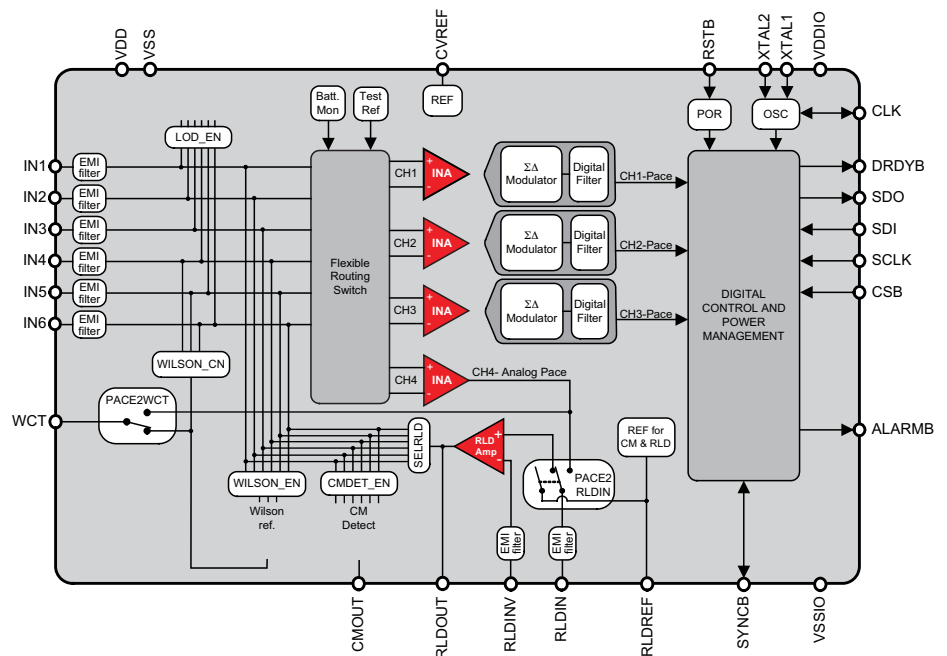 VDD
VSS
CVREF
RSTB
XTAL2
XTAL1
VDDIO
Batt.
Mon
Test
Ref
REF
POR
OSC
CLK
LOD_EN
IN1
EMI
filter
IN2
EMI
filter
IN3
EMI
filter
IN4
EMI
filter
IN5
EMI
filter
IN6
EMI
filter
Flexible
Routing
Switch
CH1
+
-
INA
ΣΔ
Modulator
Digital
Filter
CH1-Pace
CH2
+
-
INA
ΣΔ
Modulator
Digital
Filter
CH2-Pace
CH3
+
-
INA
ΣΔ
Modulator
Digital
Filter
CH3-Pace
CH4
+
-
INA
CH4- Analog Pace
DIGITAL
CONTROL AND
POWER
MANAGEMENT
DRDYB
SDO
SDI
SCLK
CSB
ALARMB
WILSON_CN
PACE2WCT
WCT
SELRLD
RLD
Amp
+
-
REF for
CM & RLD
PACE2
RLDIN
WILSON_EN
CMDET_EN
Wilson
ref.
CM
Detect
EMI
filter
EMI
filter
CMOUT
RLDOUT
RLDINV
RLDIN
RLDREF
SYNCB
VSSIO